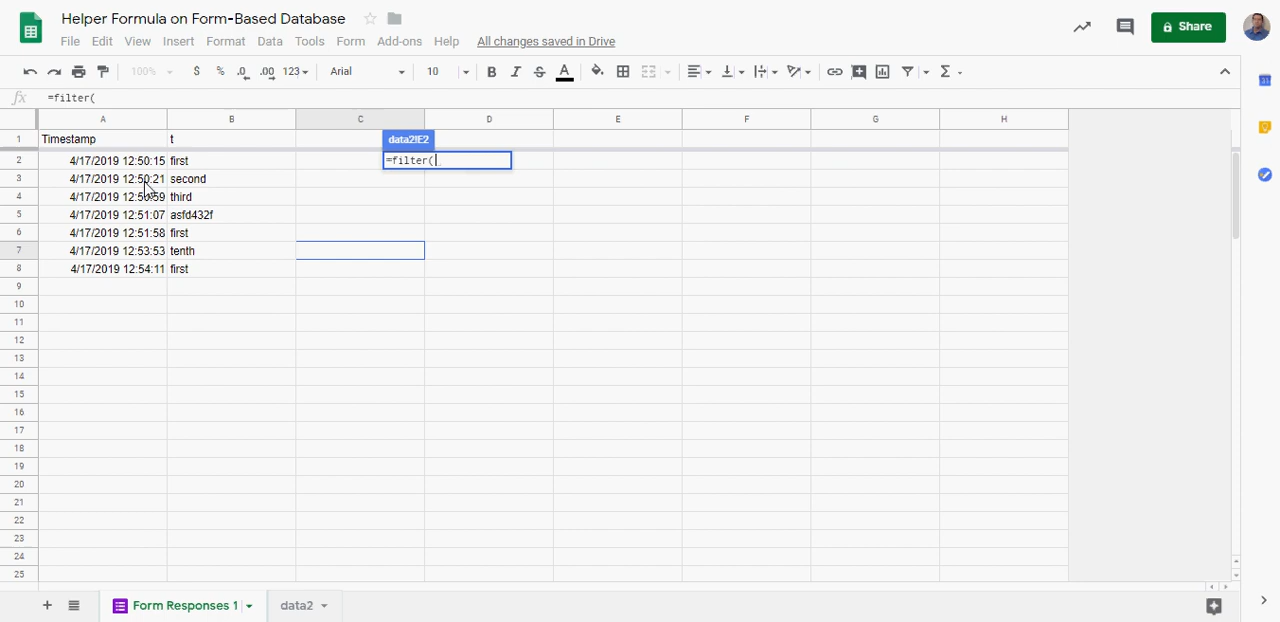 Helper Formula on Form-Based Database
File Edit View Insert Format Data Tools Form Add-ons Help All changes saved in Drive
Share
100% $ % .0 .00 123 Arial 10 B I S A Σ
fx =filter(
A B C D E F G H
1 Timestamp t data2!E2
2 4/17/2019 12:50:15 first =filter(
3 4/17/2019 12:50:21 second
4 4/17/2019 12:50:59 third
5 4/17/2019 12:51:07 asfd432f
6 4/17/2019 12:51:58 first
7 4/17/2019 12:53:53 tenth
8 4/17/2019 12:54:11 first
9
10
11
12
13
14
15
16
17
18
19
20
21
22
23
24
25
Form Responses 1 data2